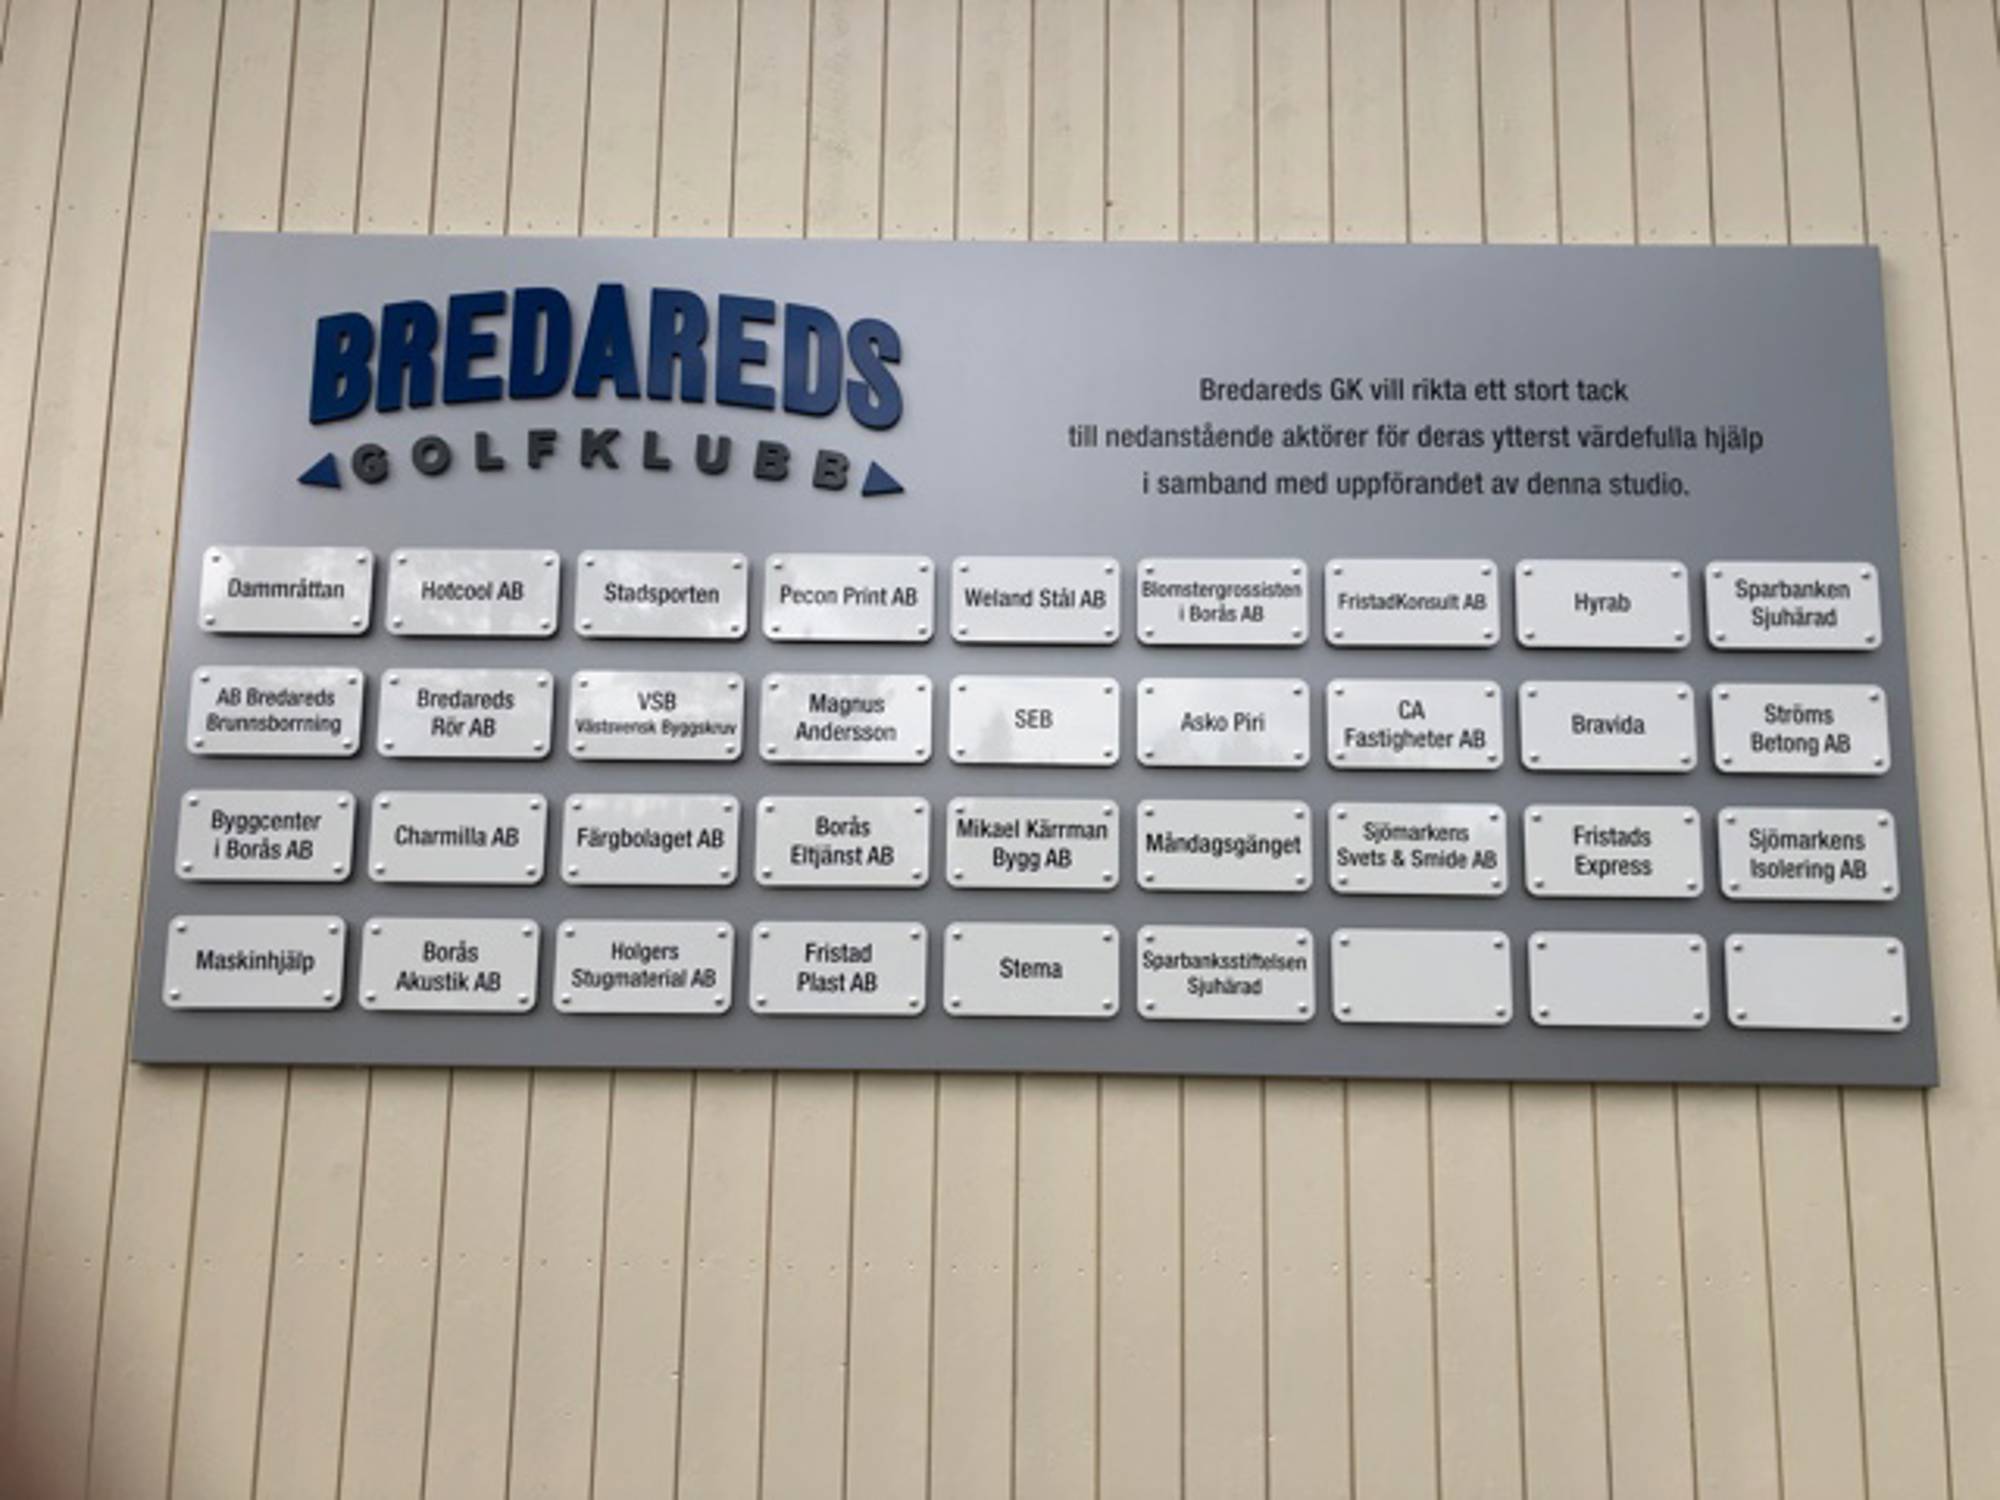 BREDAREDS
GOLFKLUBB
Bredareds GK vill rikta ett stort tack
till nedanstående aktörer för deras ytterst värdefulla hjälp
i samband med uppförandet av denna studio.
Dammråttan
Hotcool AB
Stadsporten
Pecon Print AB
Weland Stål AB
Blomstergrossisten
i Borås AB
FristadKonsult AB
Hyrab
Sparbanken
Sjuhärad
AB Bredareds
Brunnsborrning
Bredareds
Rör AB
VSB
Västsvensk Byggskruv
Magnus
Andersson
SEB
Asko Piri
CA
Fastigheter AB
Bravida
Ströms
Betong AB
Byggcenter
i Borås AB
Charmilla AB
Färgbolaget AB
Borås
Eltjänst AB
Mikael Kärrman
Bygg AB
Måndagsgänget
Sjömarkens
Svets & Smide AB
Fristads
Express
Sjömarkens
Isolering AB
Maskinhjälp
Borås
Akustik AB
Holgers
Stugmaterial AB
Fristad
Plast AB
Stema
Sparbanksstiftelsen
Sjuhärad